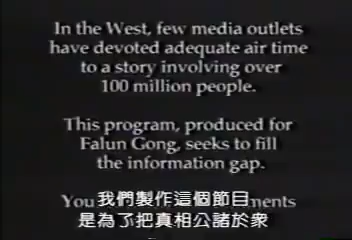 In the West, few media outlets
have devoted adequate air time
to a story involving over
100 million people.
This program, produced for
Falun Gong, seeks to fill
the information gap.
You
我們製作這個節目
是為了把真相公諸於衆